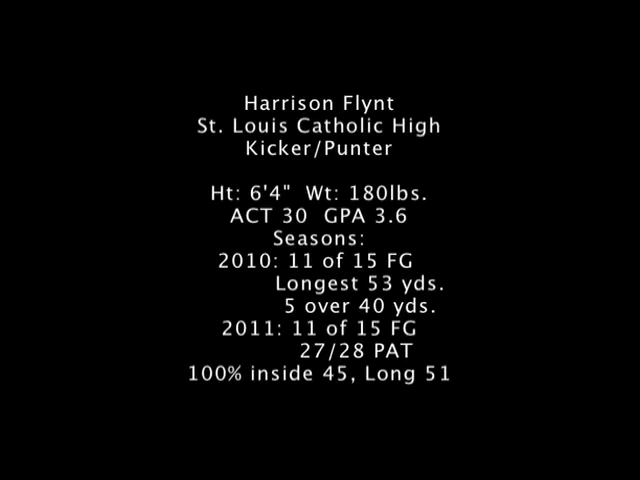 Harrison Flynt
St. Louis Catholic High
Kicker/Punter
Ht: 6'4" Wt: 180lbs.
ACT 30 GPA 3.6
Seasons:
2010: 11 of 15 FG
Longest 53 yds.
5 over 40 yds.
2011: 11 of 15 FG
27/28 PAT
100% inside 45, Long 51